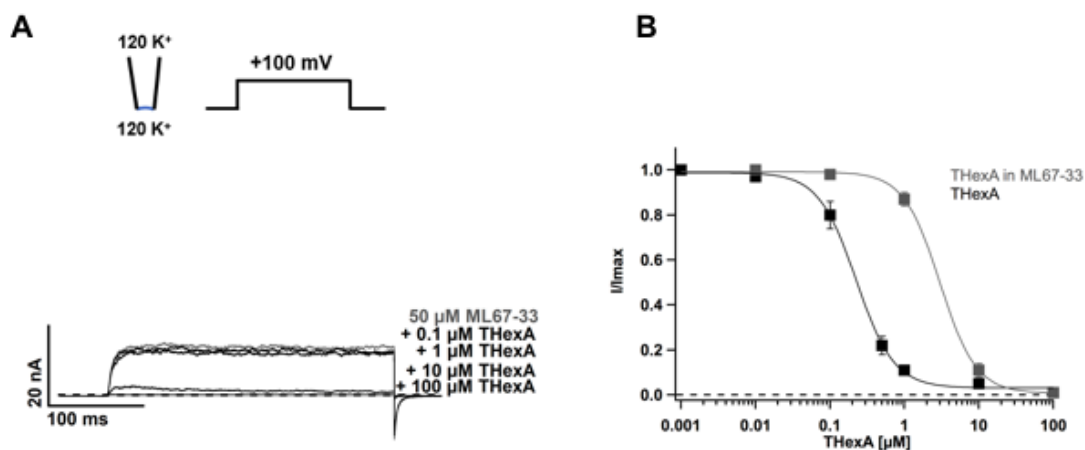 A
120 K⁺
+100 mV
120 K⁺
50 µM ML67-33
+ 0.1 µM THexA
+ 1 µM THexA
+ 10 µM THexA
+ 100 µM THexA
20 nA
100 ms
B
THexA in ML67-33
THexA
I/Imax
1.0
0.8
0.6
0.4
0.2
0.0
0.001
0.01
0.1
1
10
100
THexA [µM]